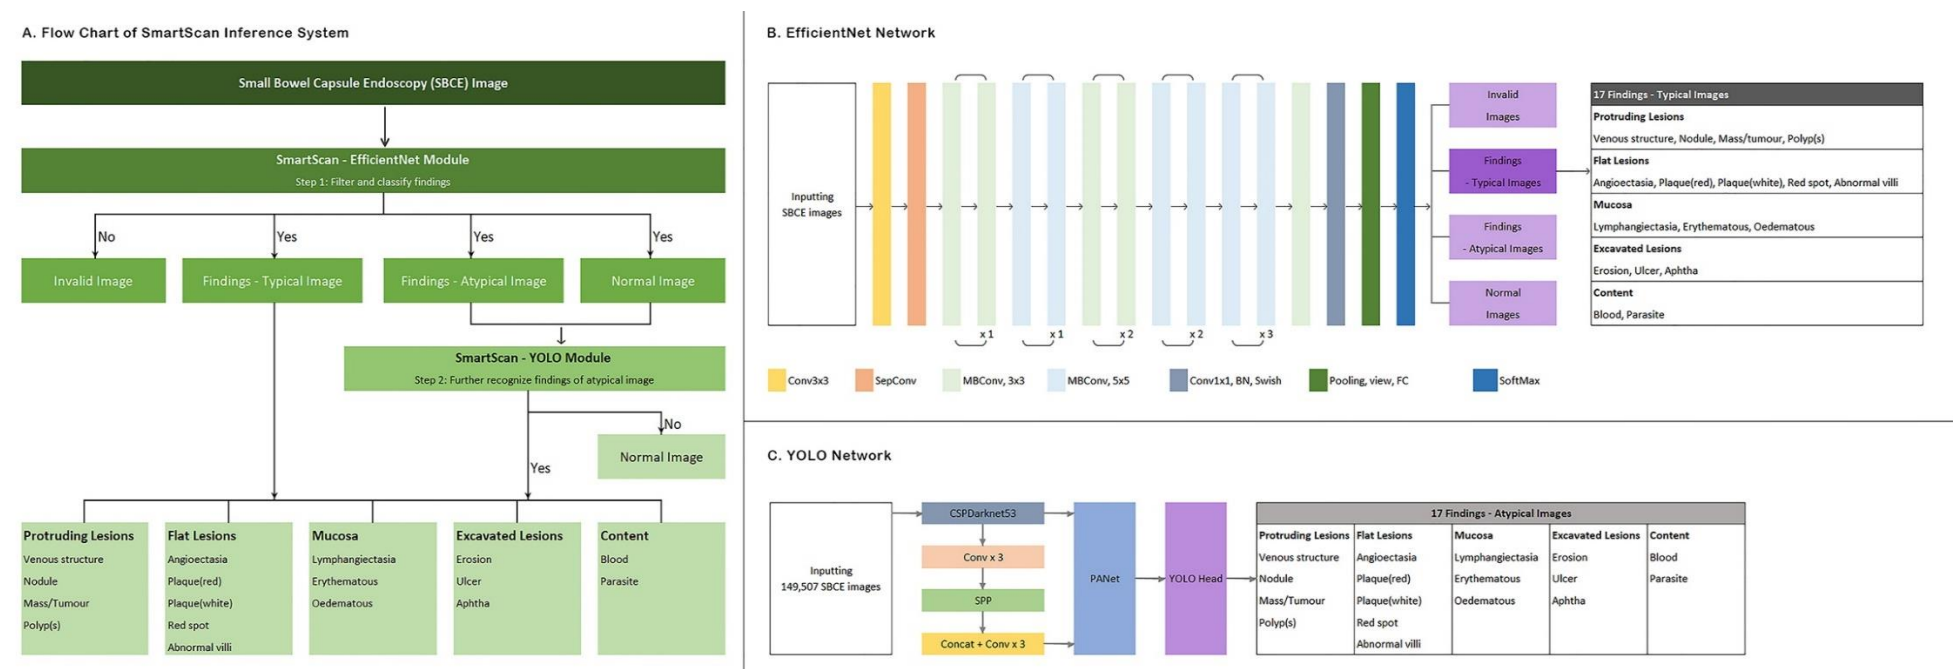 A. Flow Chart of SmartScan Inference System
Small Bowel Capsule Endoscopy (SBCE) Image
SmartScan - EfficientNet Module
Step 1: Filter and classify findings
No
Yes
Yes
Yes
Invalid Image
Findings - Typical Image
Findings - Atypical Image
Normal Image
SmartScan - YOLO Module
Step 2: Further recognize findings of atypical image
No
Normal Image
Yes
Protruding Lesions
Venous structure
Nodule
Mass/Tumour
Polyp(s)
Flat Lesions
Angioectasia
Plaque(red)
Plaque(white)
Red spot
Abnormal villi
Mucosa
Lymphangiectasia
Erythematous
Oedematous
Excavated Lesions
Erosion
Ulcer
Aphtha
Content
Blood
Parasite
B. EfficientNet Network
Inputting
SBCE images
x 1
x 1
x 2
x 2
x 3
Invalid
Images
Findings
- Typical Images
Findings
- Atypical Images
Normal
Images
17 Findings - Typical Images
Protruding Lesions
Venous structure, Nodule, Mass/tumour, Polyp(s)
Flat Lesions
Angioectasia, Plaque(red), Plaque(white), Red spot, Abnormal villi
Mucosa
Lymphangiectasia, Erythematous, Oedematous
Excavated Lesions
Erosion, Ulcer, Aphtha
Content
Blood, Parasite
Conv3x3
SepConv
MBConv, 3x3
MBConv, 5x5
Conv1x1, BN, Swish
Pooling, view, FC
SoftMax
C. YOLO Network
Inputting
149,507 SBCE images
CSPDarknet53
Conv x 3
SPP
Concat + Conv x 3
PANet
YOLO Head
17 Findings - Atypical Images
Protruding Lesions
Venous structure
Nodule
Mass/Tumour
Polyp(s)
Flat Lesions
Angioectasia
Plaque(red)
Plaque(white)
Red spot
Abnormal villi
Mucosa
Lymphangiectasia
Erythematous
Oedematous
Excavated Lesions
Erosion
Ulcer
Aphtha
Content
Blood
Parasite